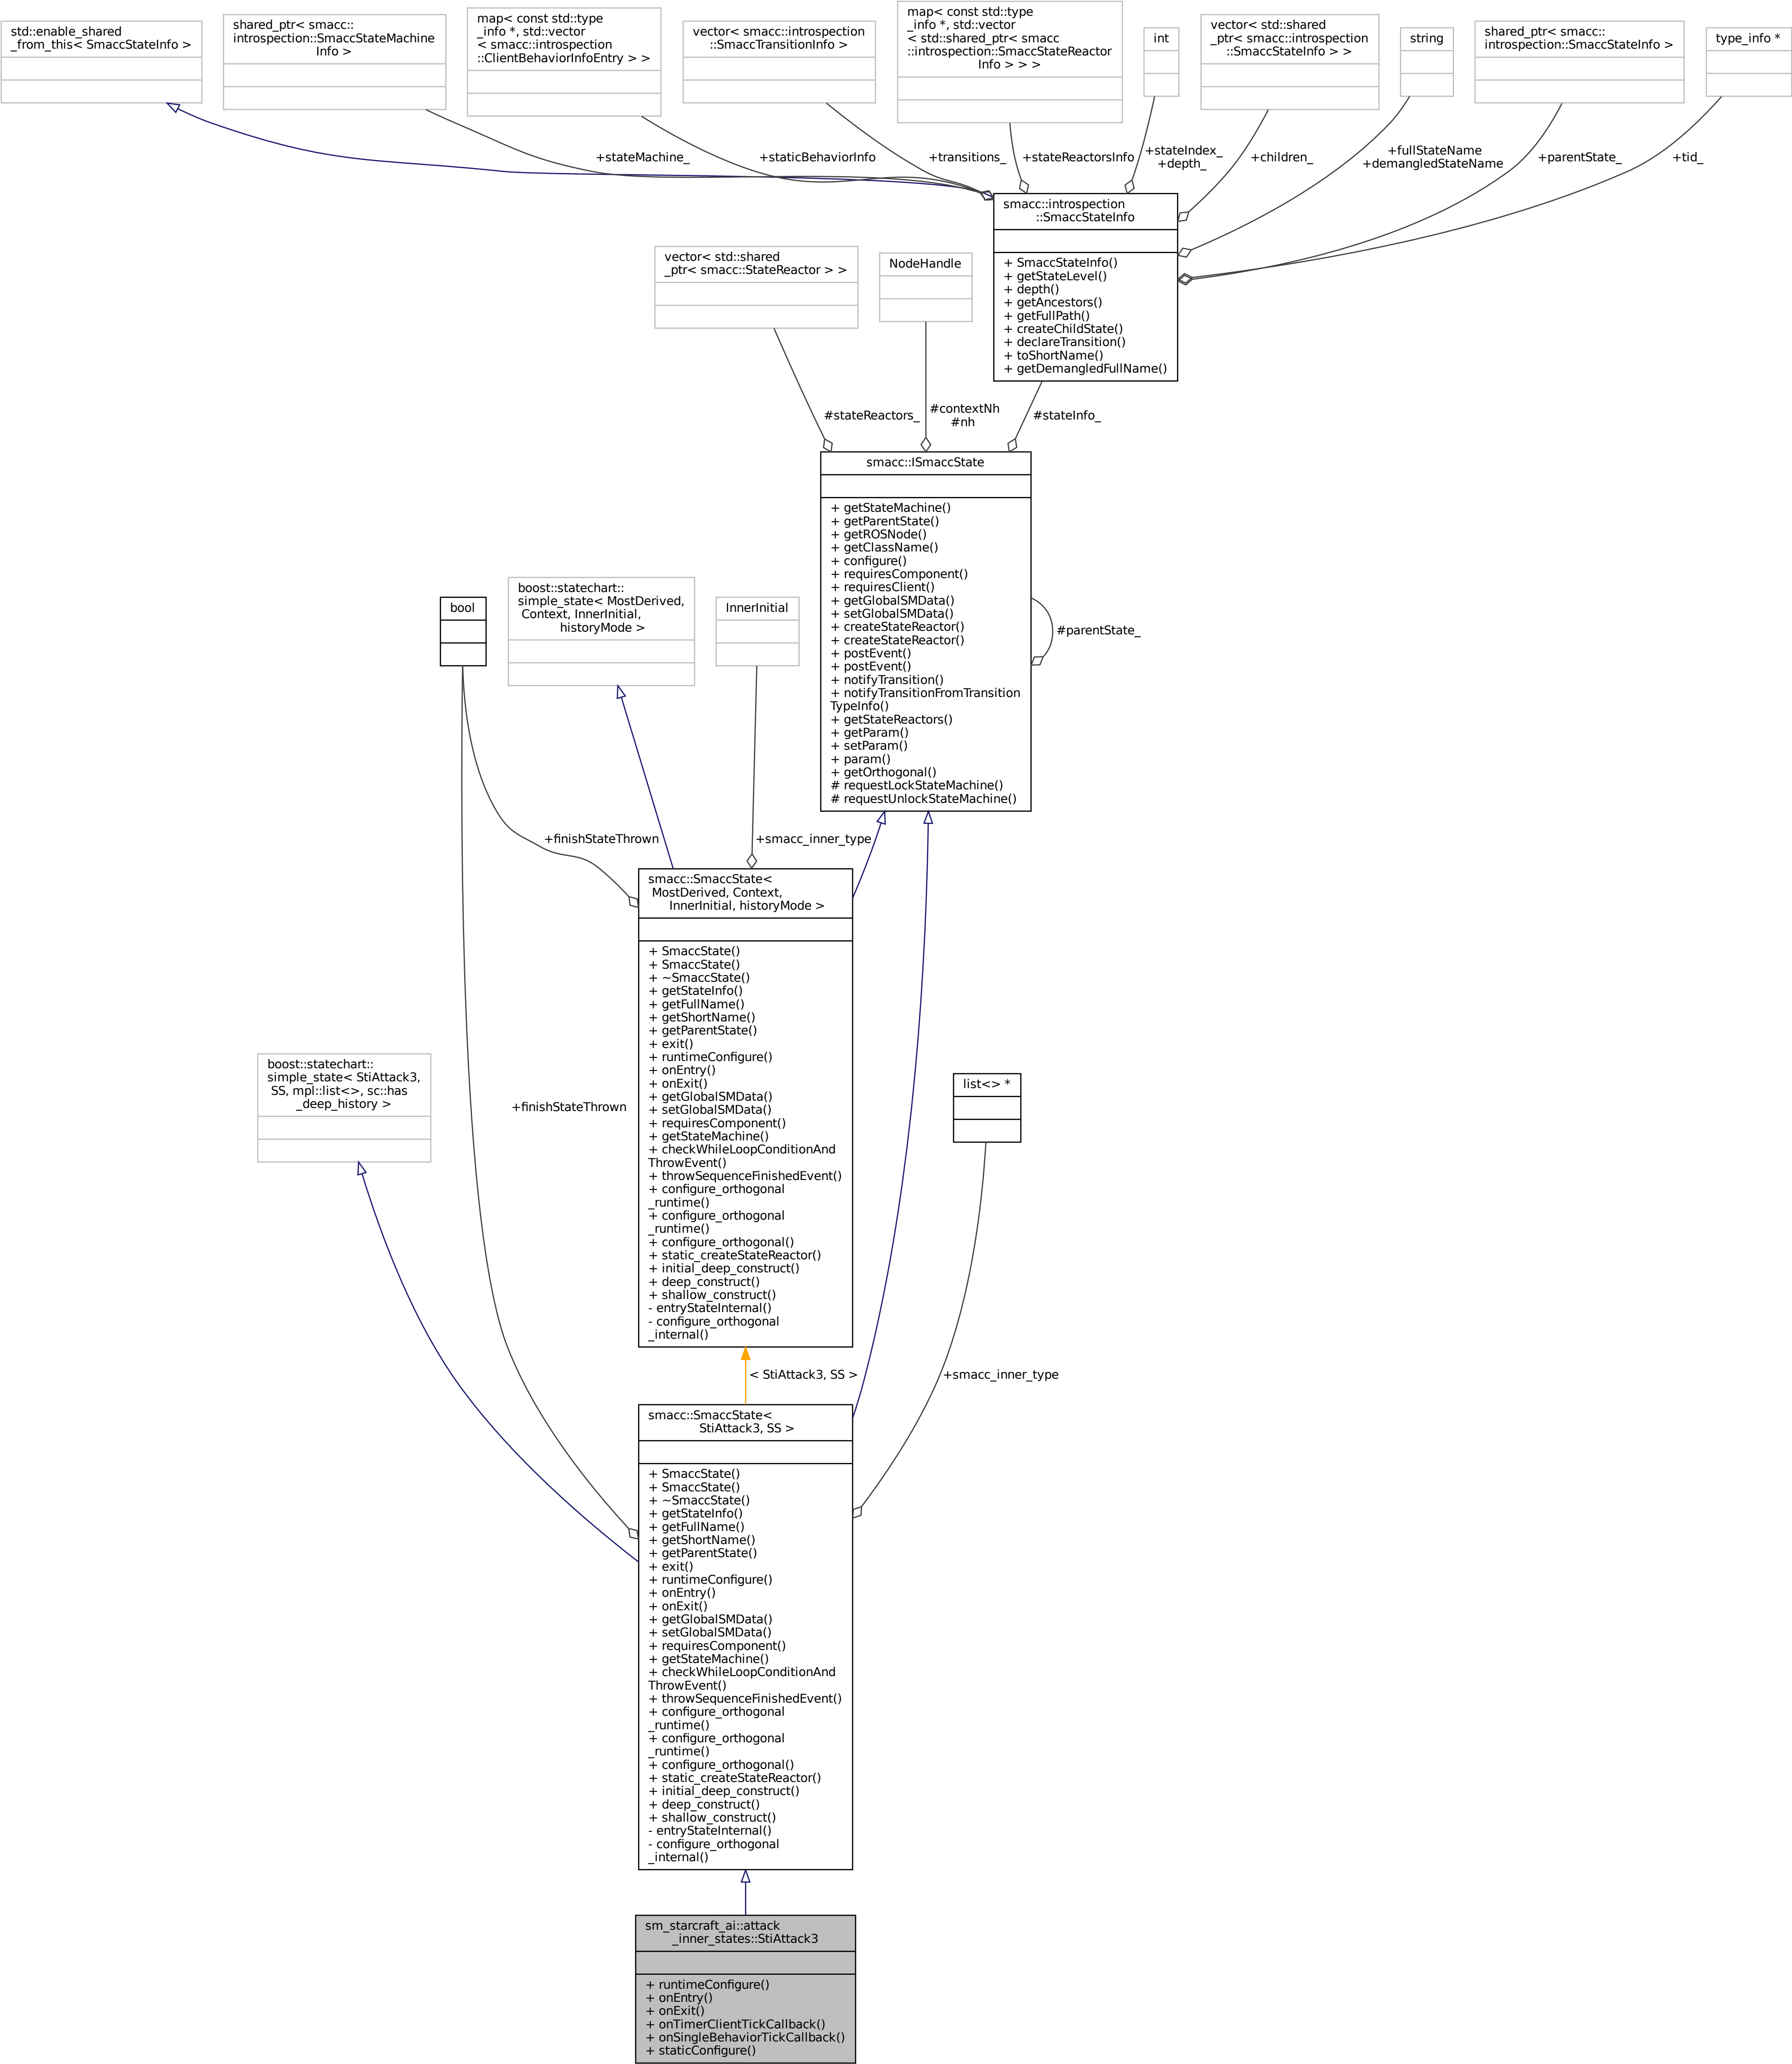 std::enable_shared
_from_this< SmaccStateInfo >
shared_ptr< smacc::
introspection::SmaccStateMachine
Info >
map< const std::type
_info *, std::vector
< smacc::introspection
::ClientBehaviorInfoEntry > >
vector< smacc::introspection
::SmaccTransitionInfo >
map< const std::type
_info *, std::vector
< std::shared_ptr< smacc
::introspection::SmaccStateReactor
Info > > >
int
vector< std::shared
_ptr< smacc::introspection
::SmaccStateInfo > >
string
shared_ptr< smacc::
introspection::SmaccStateInfo >
type_info *
+stateMachine_
+staticBehaviorInfo
+transitions_
+stateReactorsInfo
+stateIndex_
+depth_
+children_
+fullStateName
+demangledStateName
+parentState_
+tid_
smacc::introspection
::SmaccStateInfo
+ SmaccStateInfo()
+ getStateLevel()
+ depth()
+ getAncestors()
+ getFullPath()
+ createChildState()
+ declareTransition()
+ toShortName()
+ getDemangledFullName()
vector< std::shared
_ptr< smacc::StateReactor > >
NodeHandle
#stateReactors_
#contextNh
#nh
#stateInfo_
smacc::ISmaccState
+ getStateMachine()
+ getParentState()
+ getROSNode()
+ getClassName()
+ configure()
+ requiresComponent()
+ requiresClient()
+ getGlobalSMData()
+ setGlobalSMData()
+ createStateReactor()
+ createStateReactor()
+ postEvent()
+ postEvent()
+ notifyTransition()
+ notifyTransitionFromTransition
TypeInfo()
+ getStateReactors()
+ getParam()
+ setParam()
+ param()
+ getOrthogonal()
# requestLockStateMachine()
# requestUnlockStateMachine()
#parentState_
bool
boost::statechart::
simple_state< MostDerived,
Context, InnerInitial,
historyMode >
InnerInitial
+finishStateThrown
+smacc_inner_type
smacc::SmaccState<
MostDerived, Context,
InnerInitial, historyMode >
+ SmaccState()
+ SmaccState()
+ ~SmaccState()
+ getStateInfo()
+ getFullName()
+ getShortName()
+ getParentState()
+ exit()
+ runtimeConfigure()
+ onEntry()
+ onExit()
+ getGlobalSMData()
+ setGlobalSMData()
+ requiresComponent()
+ getStateMachine()
+ checkWhileLoopConditionAnd
ThrowEvent()
+ throwSequenceFinishedEvent()
+ configure_orthogonal
_runtime()
+ configure_orthogonal
_runtime()
+ configure_orthogonal()
+ static_createStateReactor()
+ initial_deep_construct()
+ deep_construct()
+ shallow_construct()
- entryStateInternal()
- configure_orthogonal
_internal()
boost::statechart::
simple_state< StiAttack3,
SS, mpl::list<>, sc::has
_deep_history >
+finishStateThrown
list<> *
< StiAttack3, SS >
+smacc_inner_type
smacc::SmaccState<
StiAttack3, SS >
+ SmaccState()
+ SmaccState()
+ ~SmaccState()
+ getStateInfo()
+ getFullName()
+ getShortName()
+ getParentState()
+ exit()
+ runtimeConfigure()
+ onEntry()
+ onExit()
+ getGlobalSMData()
+ setGlobalSMData()
+ requiresComponent()
+ getStateMachine()
+ checkWhileLoopConditionAnd
ThrowEvent()
+ throwSequenceFinishedEvent()
+ configure_orthogonal
_runtime()
+ configure_orthogonal
_runtime()
+ configure_orthogonal()
+ static_createStateReactor()
+ initial_deep_construct()
+ deep_construct()
+ shallow_construct()
- entryStateInternal()
- configure_orthogonal
_internal()
sm_starcraft_ai::attack
_inner_states::StiAttack3
+ runtimeConfigure()
+ onEntry()
+ onExit()
+ onTimerClientTickCallback()
+ onSingleBehaviorTickCallback()
+ staticConfigure()